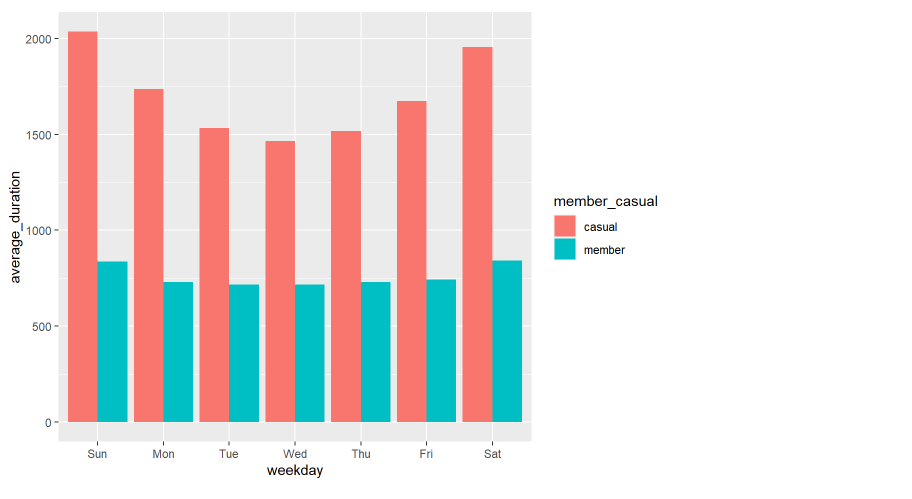 2000
1500
1000
500
0
average_duration
Sun Mon Tue Wed Thu Fri Sat
weekday
member_casual
casual
member